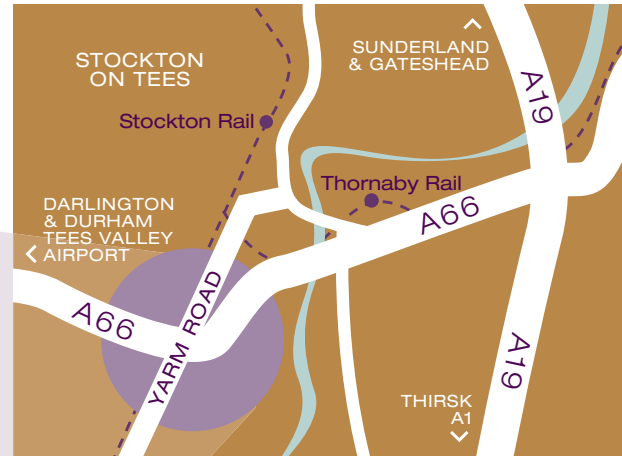 STOCKTON
ON TEES
SUNDERLAND
& GATESHEAD
A19
Stockton Rail
Thornaby Rail
A66
DARLINGTON
& DURHAM
TEES VALLEY
AIRPORT
A66
YARM ROAD
A19
THIRSK
A1